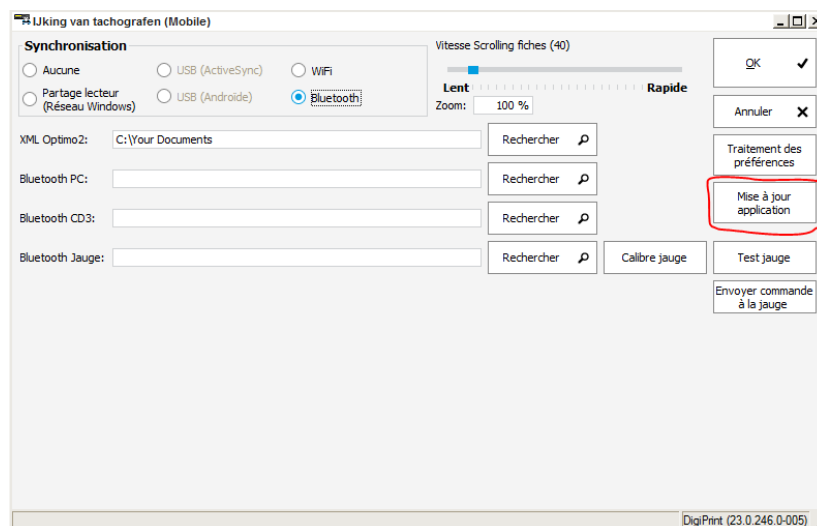 IJking van tachografen (Mobile)
Synchronisation
Aucune
USB (ActiveSync)
WiFi
Partage lecteur
(Réseau Windows)
USB (Androïde)
Bluetooth
Vitesse Scrolling fiches (40)
Lent
Rapide
Zoom:
100 %
OK
Annuler
Traitement des
préférences
Mise à jour
application
XML Optimo2:
C:\Your Documents
Rechercher
Bluetooth PC:
Rechercher
Bluetooth CD3:
Rechercher
Bluetooth Jauge:
Rechercher
Calibre jauge
Test jauge
Envoyer commande
à la jauge
DigiPrint (23.0.246.0-005)